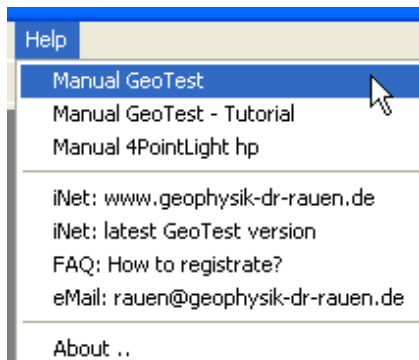 Help
Manual GeoTest
Manual GeoTest - Tutorial
Manual 4PointLight hp
iNet: www.geophysik-dr-rauen.de
iNet: latest GeoTest version
FAQ: How to registrate?
eMail: rauen@geophysik-dr-rauen.de
About ..